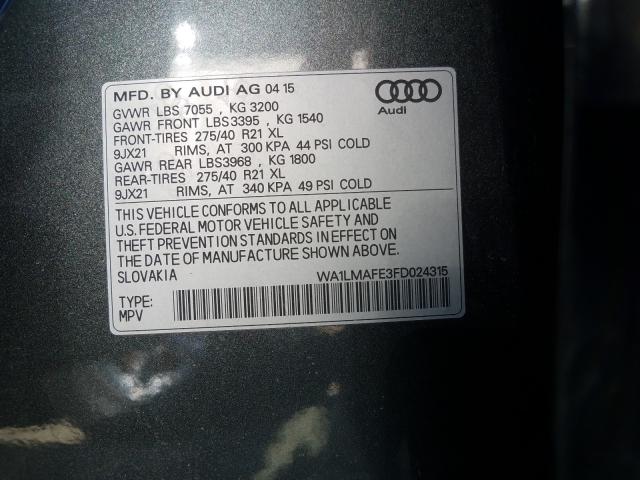 MFD. BY AUDI AG 04 15
GVWR LBS 7055 , KG 3200
GAWR FRONT LBS3395 , KG 1540
FRONT-TIRES 275/40 R21 XL
9JX21 RIMS, AT 300 KPA 44 PSI COLD
GAWR REAR LBS3968 , KG 1800
REAR-TIRES 275/40 R21 XL
9JX21 RIMS, AT 340 KPA 49 PSI COLD
Audi
THIS VEHICLE CONFORMS TO ALL APPLICABLE
U.S. FEDERAL MOTOR VEHICLE SAFETY AND
THEFT PREVENTION STANDARDS IN EFFECT ON
THE DATE OF MANUFACTURE SHOWN ABOVE.
SLOVAKIA WA1LMAFE3FD024315
TYPE:
MPV